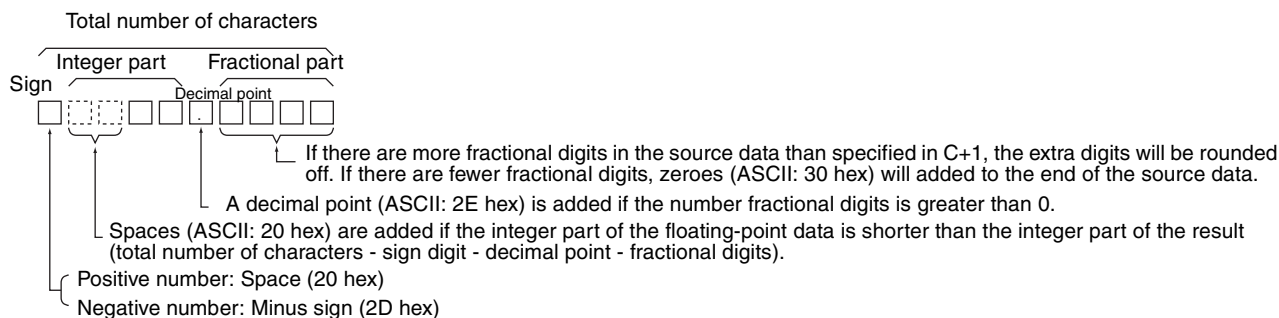 Total number of characters
Integer part Fractional part
Sign
Decimal point
.
If there are more fractional digits in the source data than specified in C+1, the extra digits will be rounded
off. If there are fewer fractional digits, zeroes (ASCII: 30 hex) will added to the end of the source data.
A decimal point (ASCII: 2E hex) is added if the number fractional digits is greater than 0.
Spaces (ASCII: 20 hex) are added if the integer part of the floating-point data is shorter than the integer part of the result
(total number of characters - sign digit - decimal point - fractional digits).
Positive number: Space (20 hex)
Negative number: Minus sign (2D hex)